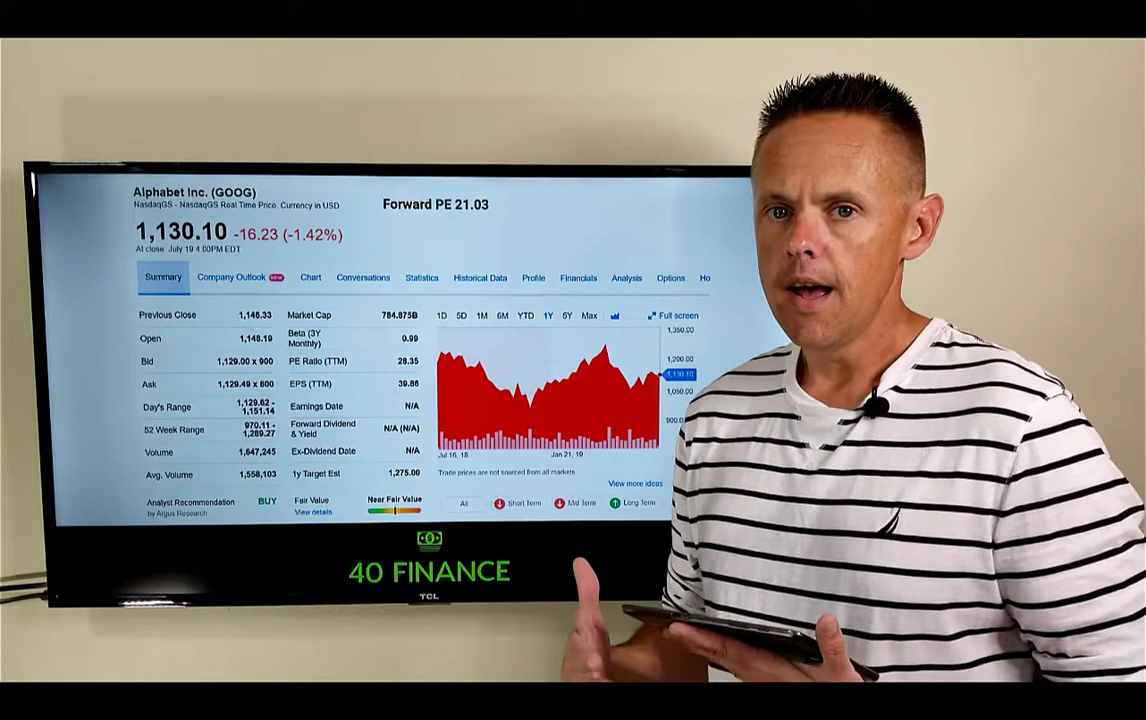 Alphabet Inc. (GOOG)
NasdaqGS - NasdaqGS Real Time Price. Currency in USD
Forward PE 21.03
1,130.10 -16.23 (-1.42%)
At close July 19 4:00PM EDT
Summary Company Outlook NEW Chart Conversations Statistics Historical Data Profile Financials Analysis Options Ho
Previous Close 1,146.33
Open 1,148.19
Bid 1,129.00 x 900
Ask 1,129.49 x 800
Day's Range 1,129.62 -
1,151.14
52 Week Range 970.11 -
1,289.27
Volume 1,647,245
Avg. Volume 1,558,103
Market Cap 784.875B
Beta (3Y
Monthly) 0.99
PE Ratio (TTM) 28.35
EPS (TTM) 39.86
Earnings Date N/A
Forward Dividend
& Yield N/A (N/A)
Ex-Dividend Date N/A
1y Target Est 1,275.00
1D 5D 1M 6M YTD 1Y 5Y Max Full screen
1,350.00
1,200.00
1,130.10
1,050.00
900.0
Jul 16, 18 Jan 21, 19
Trade prices are not sourced from all markets
View more ideas
Analyst Recommendation BUY
by Argus Research
Fair Value Near Fair Value
View details
All Short Term Mid Term Long Term
40 FINANCE
TCL